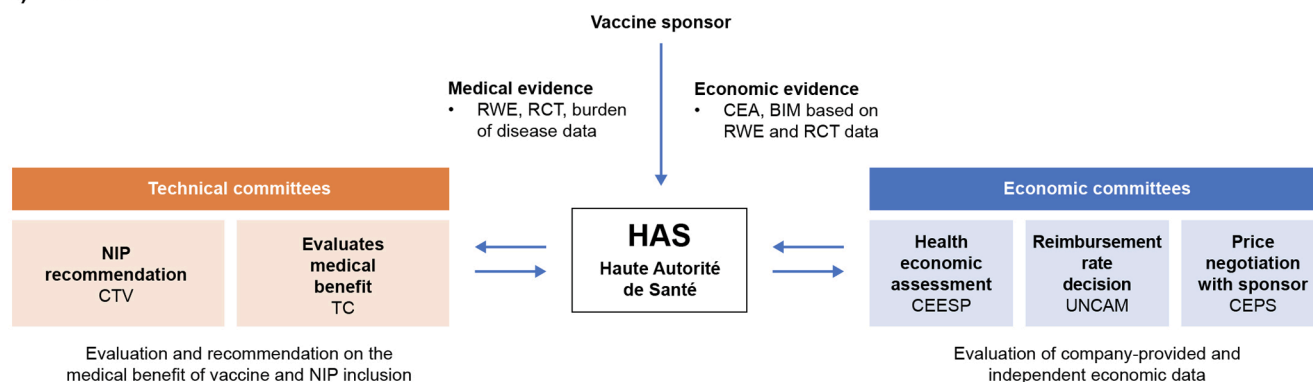 Vaccine sponsor
Medical evidence
• RWE, RCT, burden
of disease data
Economic evidence
• CEA, BIM based on
RWE and RCT data
Technical committees
NIP
recommendation
CTV
Evaluates
medical
benefit
TC
Evaluation and recommendation on the
medical benefit of vaccine and NIP inclusion
HAS
Haute Autorité
de Santé
Economic committees
Health
economic
assessment
CEESP
Reimbursement
rate
decision
UNCAM
Price
negotiation
with sponsor
CEPS
Evaluation of company-provided and
independent economic data